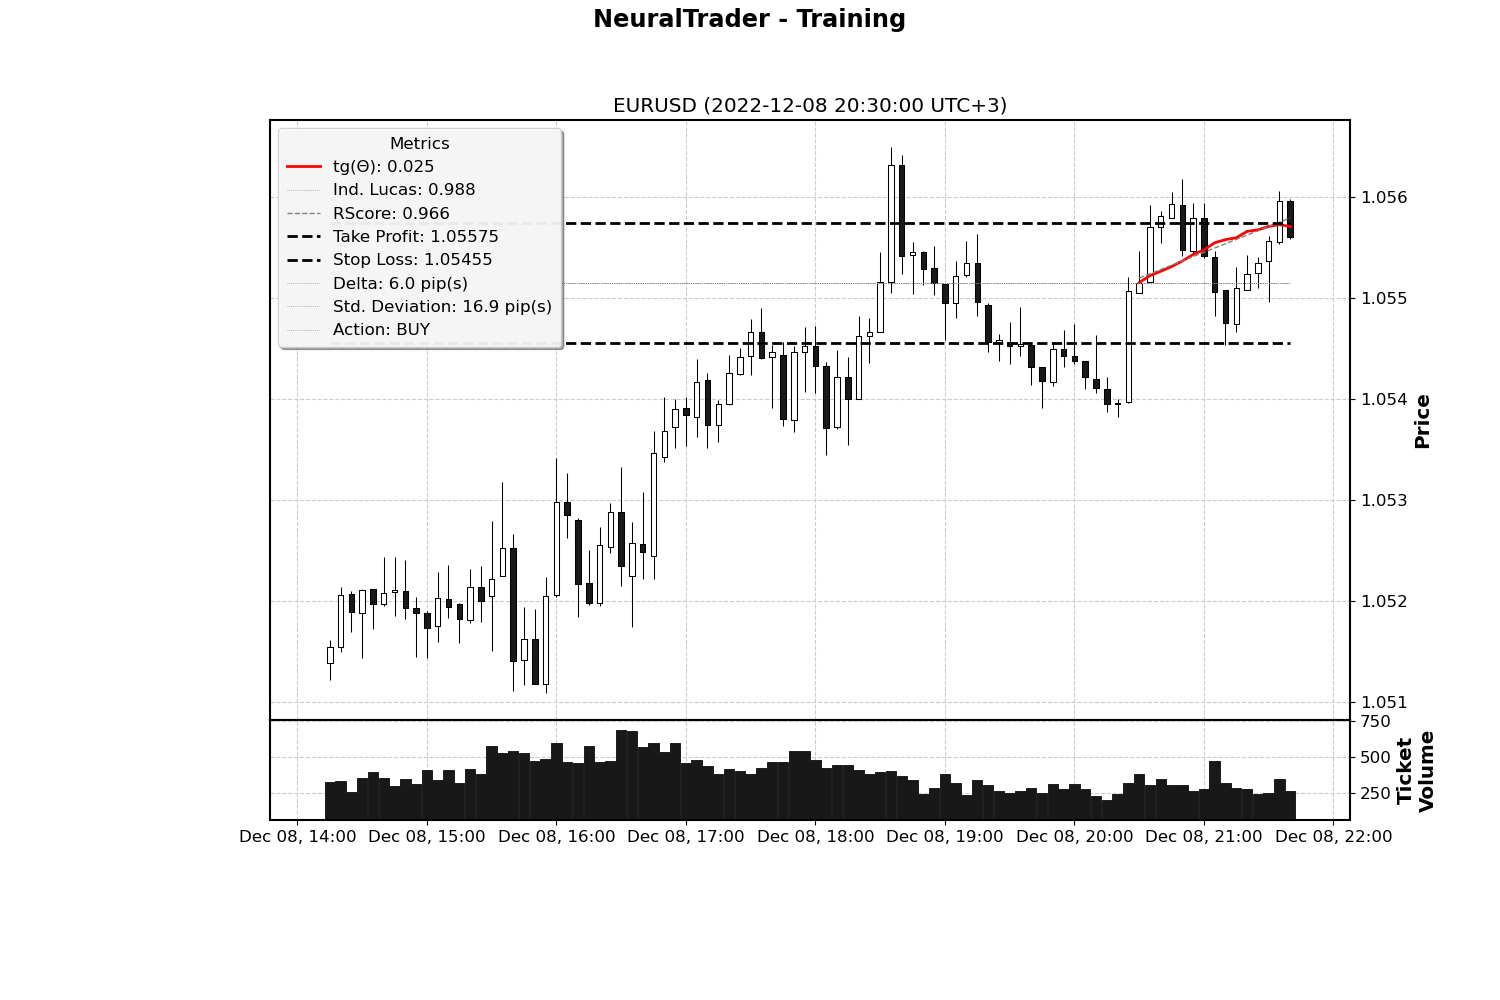 NeuralTrader - Training
EURUSD (2022-12-08 20:30:00 UTC+3)
Metrics
tg(Θ): 0.025
Ind. Lucas: 0.988
RScore: 0.966
Take Profit: 1.05575
Stop Loss: 1.05455
Delta: 6.0 pip(s)
Std. Deviation: 16.9 pip(s)
Action: BUY
1.056
1.055
1.054
1.053
1.052
1.051
Price
750
500
250
Ticket
Volume
Dec 08, 14:00
Dec 08, 15:00
Dec 08, 16:00
Dec 08, 17:00
Dec 08, 18:00
Dec 08, 19:00
Dec 08, 20:00
Dec 08, 21:00
Dec 08, 22:00